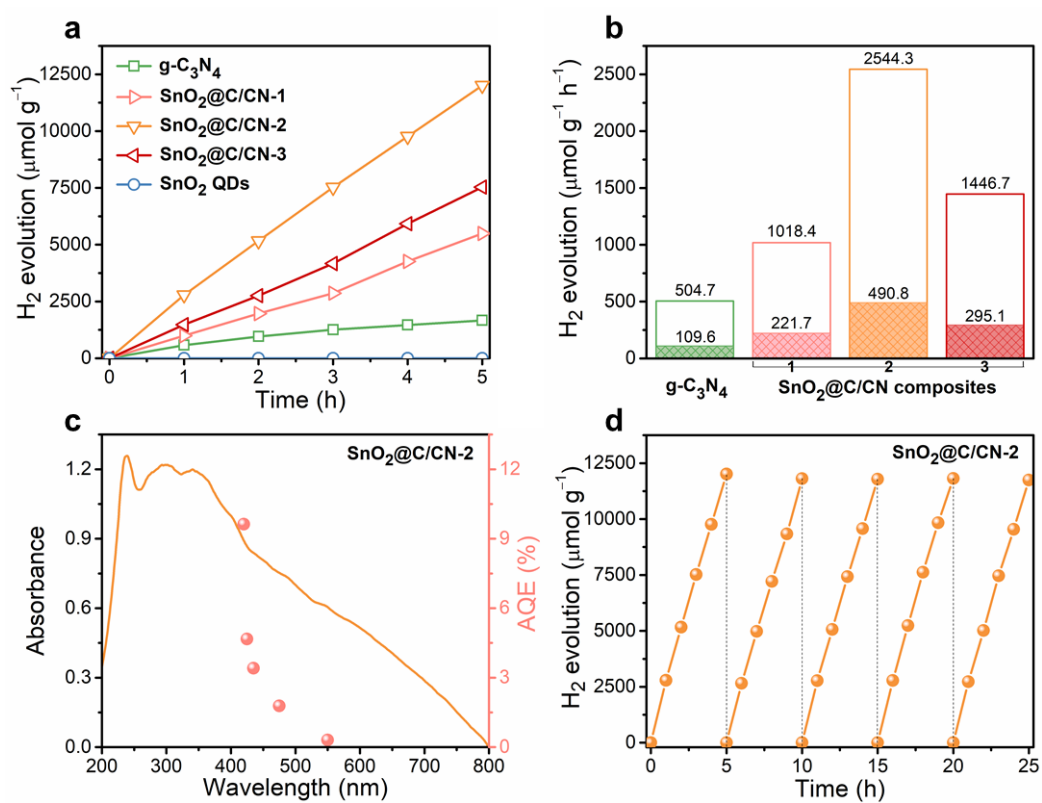 a
H2 evolution (μmol g−1)
12500
10000
7500
5000
2500
0
g-C3N4
SnO2@C/CN-1
SnO2@C/CN-2
SnO2@C/CN-3
SnO2 QDs
0 1 2 3 4 5
Time (h)
b
H2 evolution (μmol g−1 h−1)
2500
2000
1500
1000
500
0
504.7
109.6
1018.4
221.7
2544.3
490.8
1446.7
295.1
1 2 3
g-C3N4 SnO2@C/CN composites
c
SnO2@C/CN-2
Absorbance
1.2
0.9
0.6
0.3
0.0
AQE (%)
12
9
6
3
0
200 300 400 500 600 700 800
Wavelength (nm)
d
SnO2@C/CN-2
H2 evolution (μmol g−1)
12500
10000
7500
5000
2500
0
0 5 10 15 20 25
Time (h)